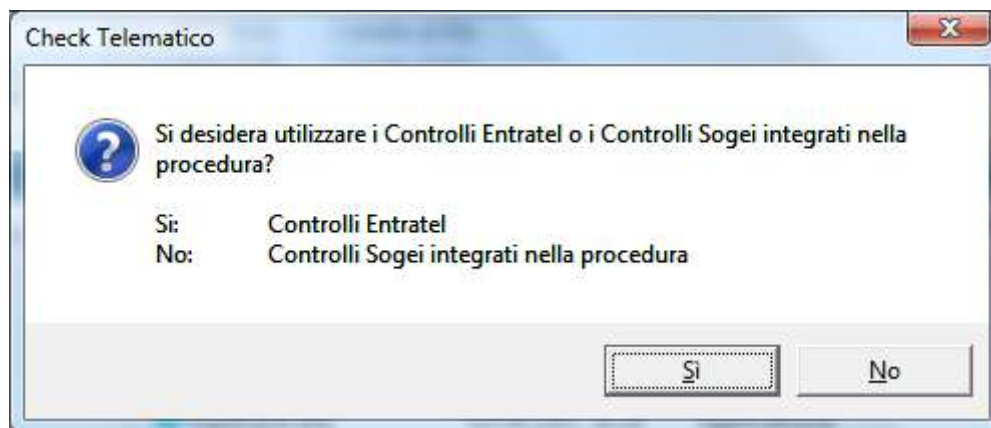 Check Telematico
Si desidera utilizzare i Controlli Entratel o i Controlli Sogei integrati nella
procedura?
Si: Controlli Entratel
No: Controlli Sogei integrati nella procedura
Sì No